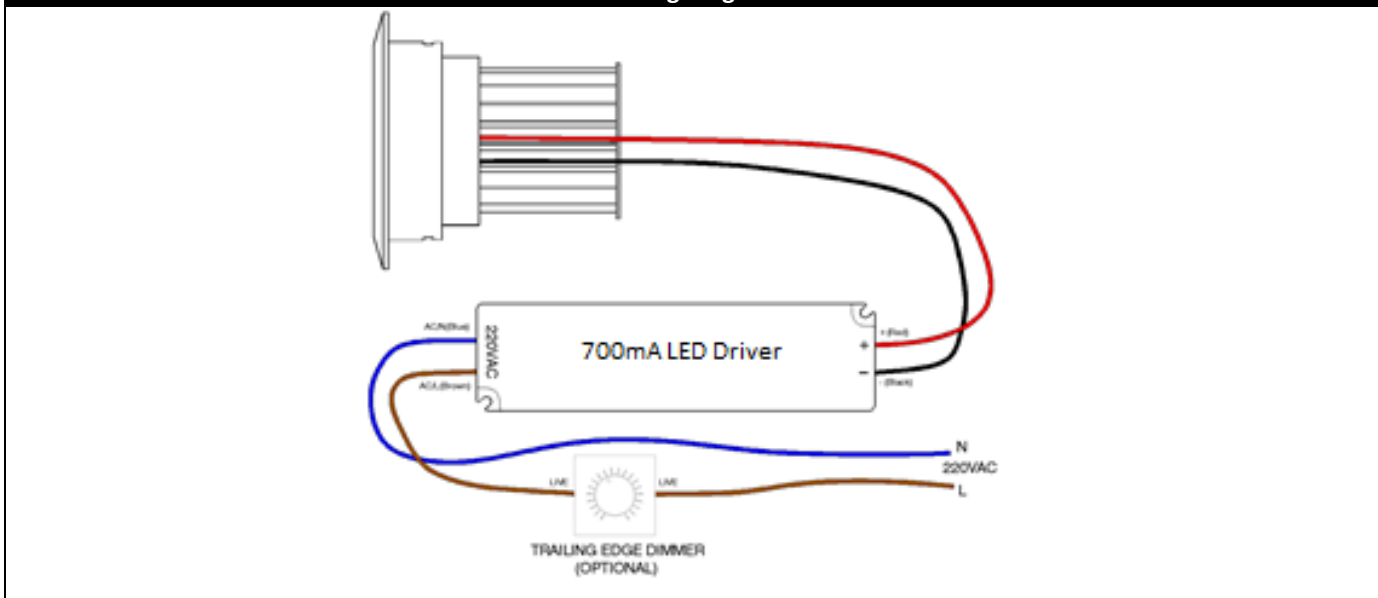 AC/N(Blue)
220VAC
AC/L(Brown)
700mA LED Driver
+(Red)
+
-
-(Black)
N
220VAC
L
LIVE
LIVE
TRAILING EDGE DIMMER
(OPTIONAL)